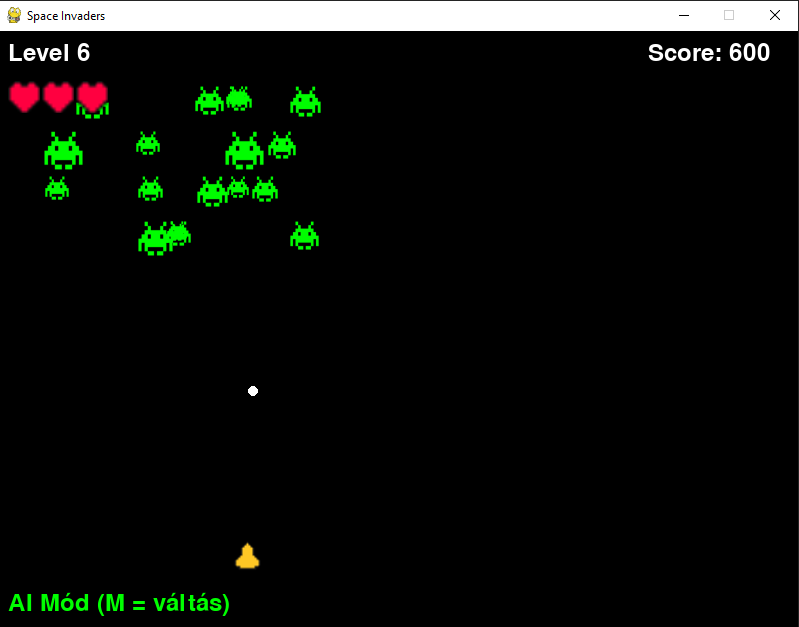 Space Invaders
Level 6
Score: 600
AI Mód (M = váltás)